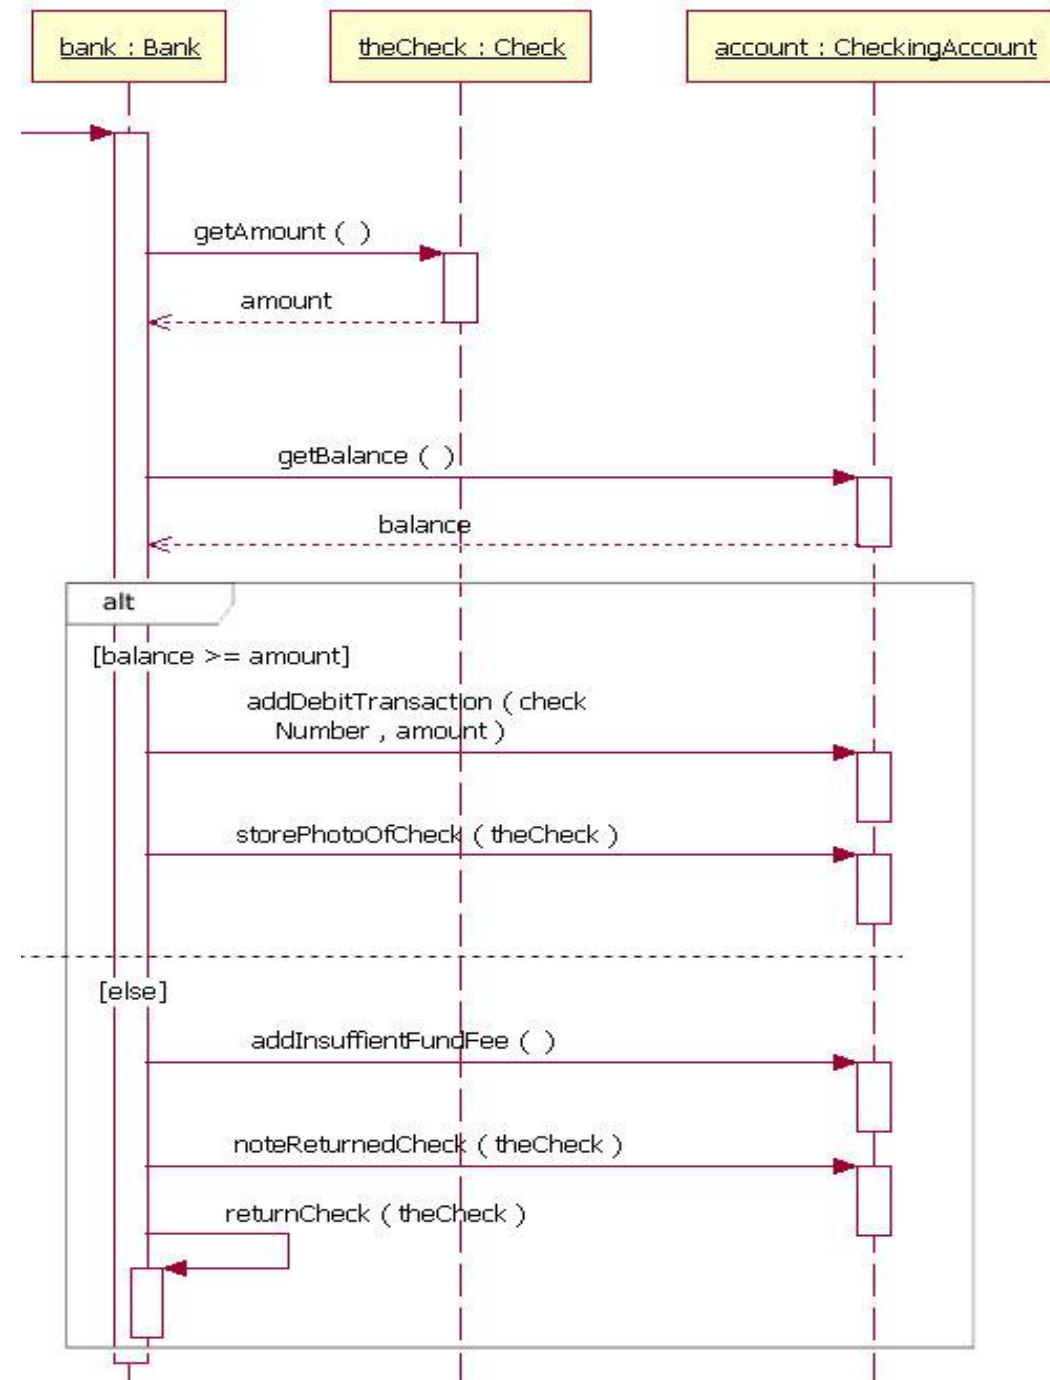 bank : Bank
theCheck : Check
account : CheckingAccount
getAmount ( )
amount
getBalance ( )
balance
alt
[balance >= amount]
addDebitTransaction ( check
Number , amount )
storePhotoOfCheck ( theCheck )
[else]
addInsuffientFundFee ( )
noteReturnedCheck ( theCheck )
returnCheck ( theCheck )